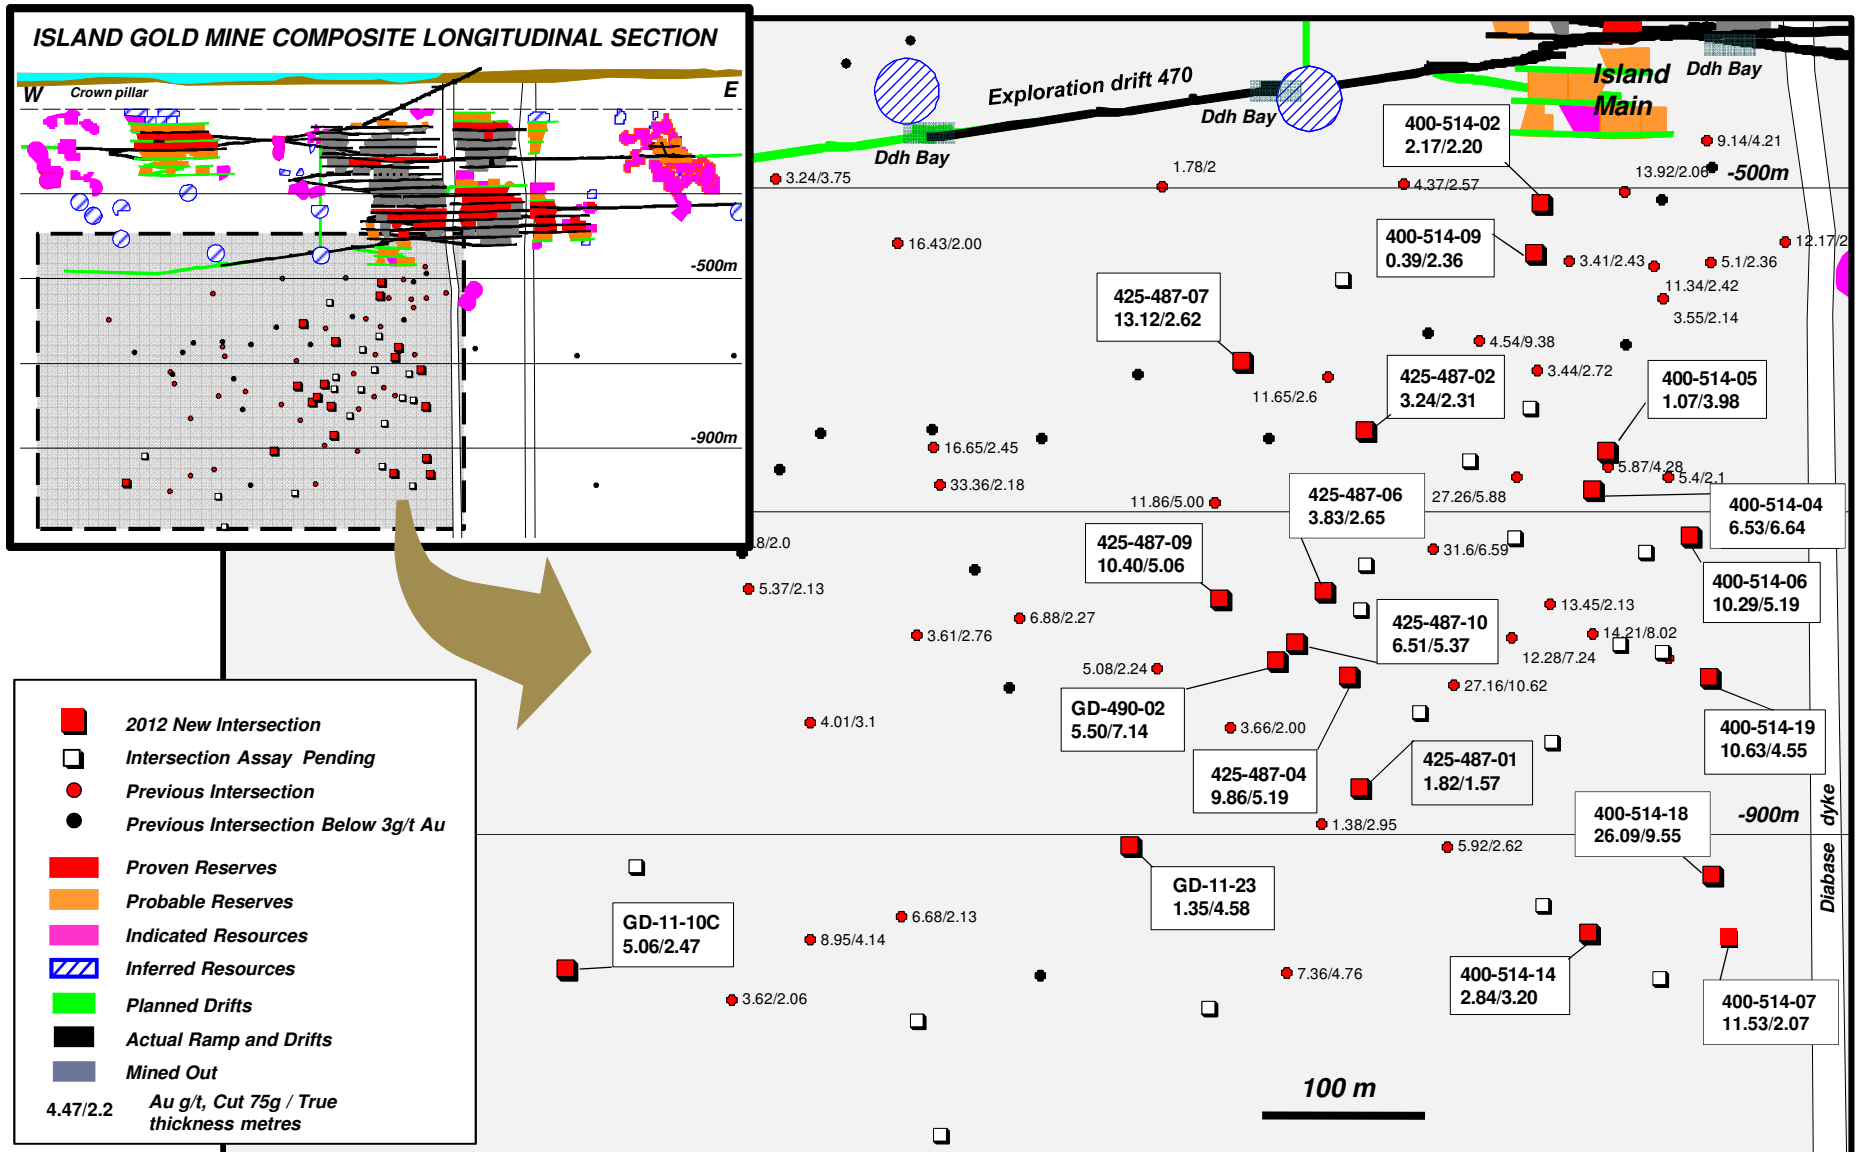 ISLAND GOLD MINE COMPOSITE LONGITUDINAL SECTION
W
Crown pillar
E
-500m
-900m
Exploration drift 470
Ddh Bay
Ddh Bay
Ddh Bay
Island
Main
400-514-02
2.17/2.20
9.14/4.21
13.92/2.06
-500m
3.24/3.75
1.78/2
4.37/2.57
16.43/2.00
400-514-09
0.39/2.36
3.41/2.43
5.1/2.36
12.17/2
11.34/2.42
3.55/2.14
425-487-07
13.12/2.62
4.54/9.38
3.44/2.72
11.65/2.6
425-487-02
3.24/2.31
400-514-05
1.07/3.98
16.65/2.45
33.36/2.18
11.86/5.00
5.87/4.28
5.4/2.1
27.26/5.88
425-487-06
3.83/2.65
400-514-04
6.53/6.64
.8/2.0
425-487-09
10.40/5.06
31.6/6.59
400-514-06
10.29/5.19
5.37/2.13
6.88/2.27
3.61/2.76
13.45/2.13
425-487-10
6.51/5.37
14.21/8.02
12.28/7.24
5.08/2.24
27.16/10.62
GD-490-02
5.50/7.14
4.01/3.1
3.66/2.00
400-514-19
10.63/4.55
425-487-04
9.86/5.19
425-487-01
1.82/1.57
400-514-18
26.09/9.55
-900m
Diabase dyke
1.38/2.95
5.92/2.62
GD-11-23
1.35/4.58
GD-11-10C
5.06/2.47
6.68/2.13
8.95/4.14
7.36/4.76
3.62/2.06
400-514-14
2.84/3.20
400-514-07
11.53/2.07
100 m
2012 New Intersection
Intersection Assay Pending
Previous Intersection
Previous Intersection Below 3g/t Au
Proven Reserves
Probable Reserves
Indicated Resources
Inferred Resources
Planned Drifts
Actual Ramp and Drifts
Mined Out
4.47/2.2 Au g/t, Cut 75g / True
thickness metres